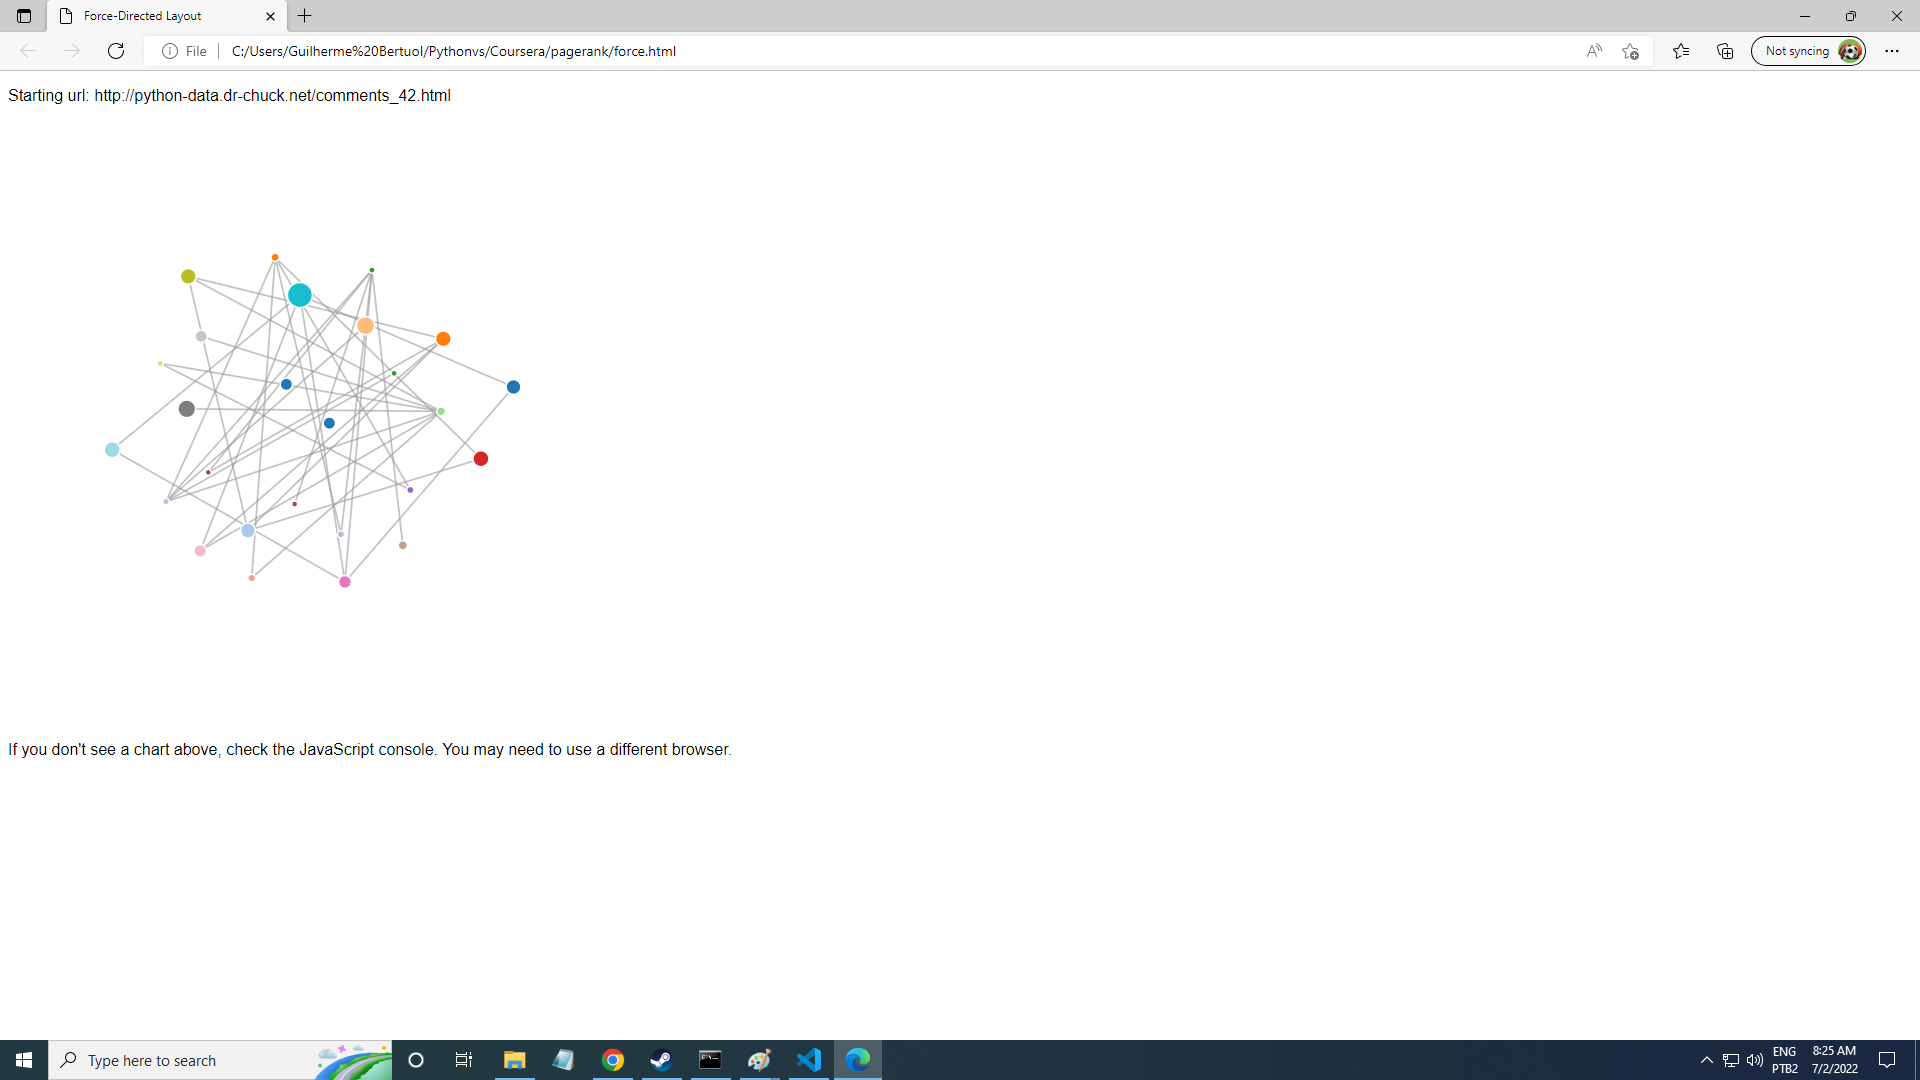 Force-Directed Layout
File
C:/Users/Guilherme%20Bertuol/Pythonvs/Coursera/pagerank/force.html
Not syncing
Starting url: http://python-data.dr-chuck.net/comments_42.html
If you don't see a chart above, check the JavaScript console. You may need to use a different browser.
Type here to search
ENG
PTB2
8:25 AM
7/2/2022